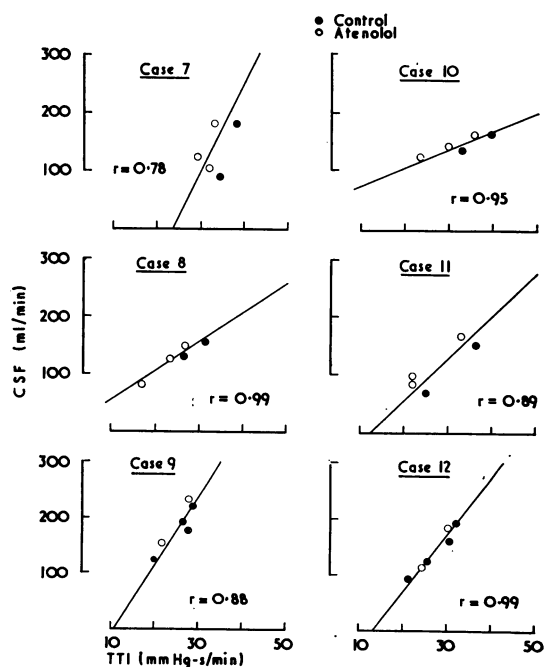 ● Control
○ Atenolol
300
200
100
Case 7
r=0·78
Case 10
r=0·95
300
200
100
Case 8
r=0·99
Case 11
r=0·89
CSF (ml/min)
300
200
100
Case 9
r=0·88
Case 12
r=0·99
10 30 50
10 30 50
TTI (mmHg-s/min)